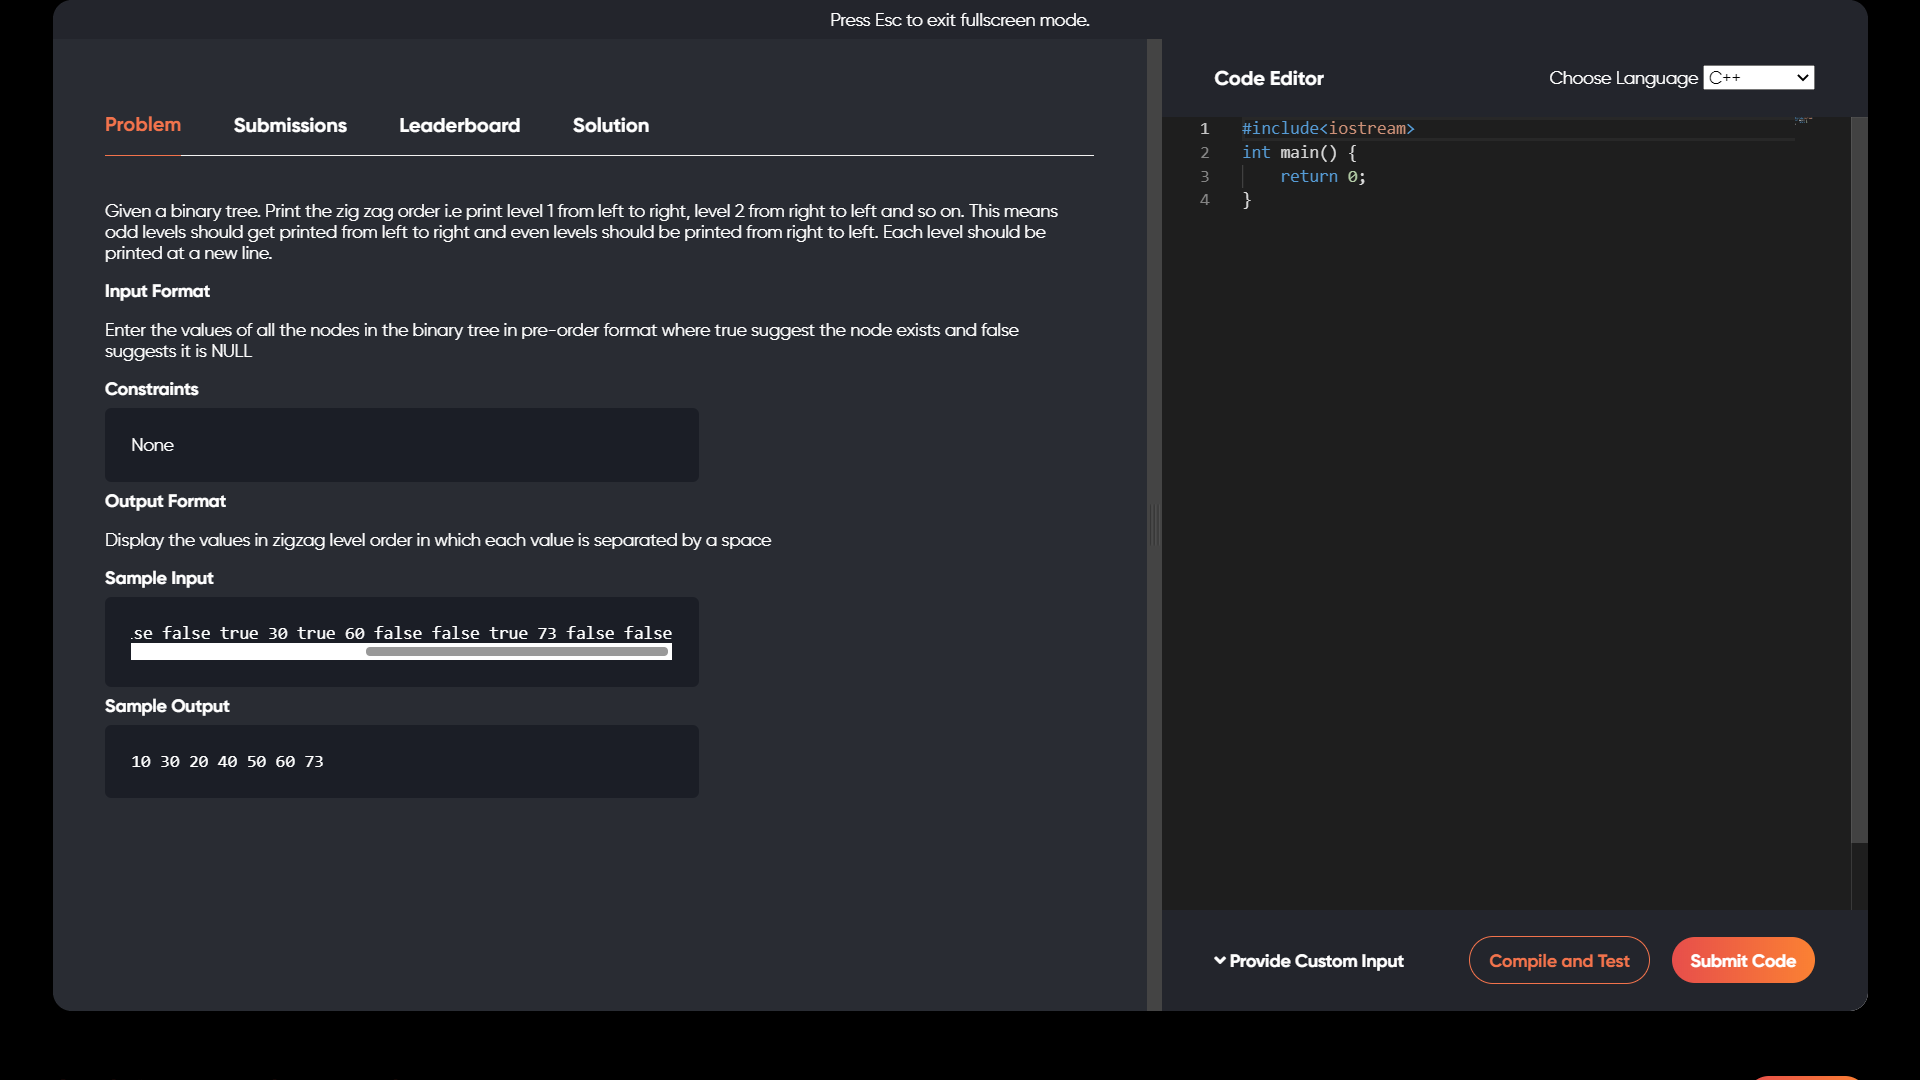 Press Esc to exit fullscreen mode.
Problem
Submissions
Leaderboard
Solution
Given a binary tree. Print the zig zag order i.e print level 1 from left to right, level 2 from right to left and so on. This means
odd levels should get printed from left to right and even levels should be printed from right to left. Each level should be
printed at a new line.
Input Format
Enter the values of all the nodes in the binary tree in pre-order format where true suggest the node exists and false
suggests it is NULL
Constraints
None
Output Format
Display the values in zigzag level order in which each value is separated by a space
Sample Input
se false true 30 true 60 false false true 73 false false
Sample Output
10 30 20 40 50 60 73
Code Editor
Choose Language C++
1 #include<iostream>
2 int main() {
3 return 0;
4 }
Provide Custom Input
Compile and Test
Submit Code